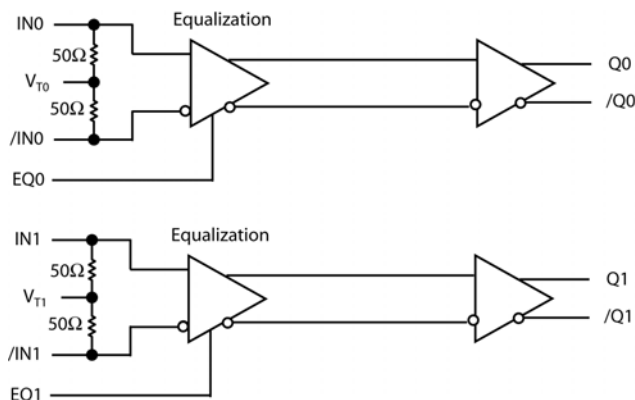 IN0
Equalization
50Ω
VT0
50Ω
/IN0
EQ0
Q0
/Q0
IN1
Equalization
50Ω
VT1
50Ω
/IN1
EQ1
Q1
/Q1